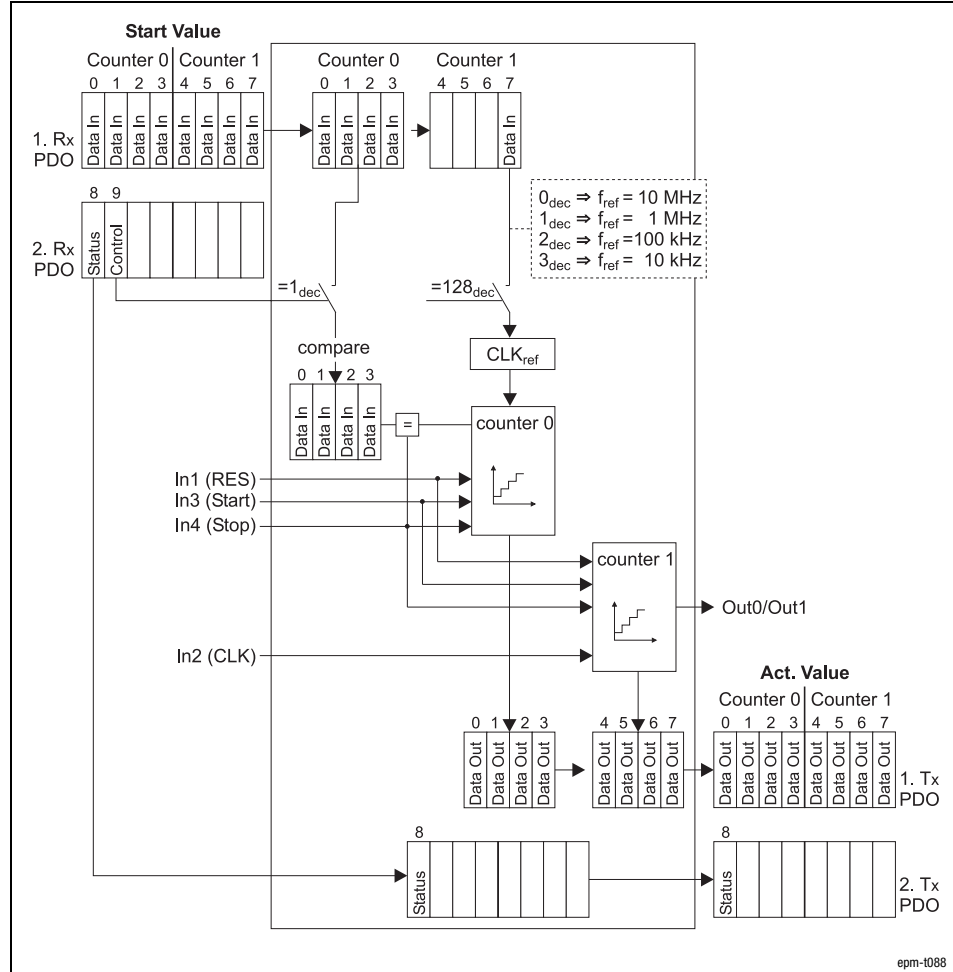 Start Value
Counter 0 Counter 1
0 1 2 3 4 5 6 7
Data In Data In Data In Data In Data In Data In Data In Data In
1. Rx
PDO
Counter 0
0 1 2 3
Data In Data In Data In Data In
Counter 1
4 5 6 7
Data In
8 9
Status Control
2. Rx
PDO
0dec ⇒ fref = 10 MHz
1dec ⇒ fref = 1 MHz
2dec ⇒ fref =100 kHz
3dec ⇒ fref = 10 kHz
=1dec
=128dec
compare
CLKref
0 1 2 3
Data In Data In Data In Data In
=
counter 0
In1 (RES)
In3 (Start)
In4 (Stop)
counter 1
Out0/Out1
In2 (CLK)
Act. Value
Counter 0 Counter 1
0 1 2 3
Data Out Data Out Data Out Data Out
4 5 6 7
Data Out Data Out Data Out Data Out
0 1 2 3 4 5 6 7
Data Out Data Out Data Out Data Out Data Out Data Out Data Out Data Out
1. Tx
PDO
8
Status
8
Status
2. Tx
PDO
epm-t088